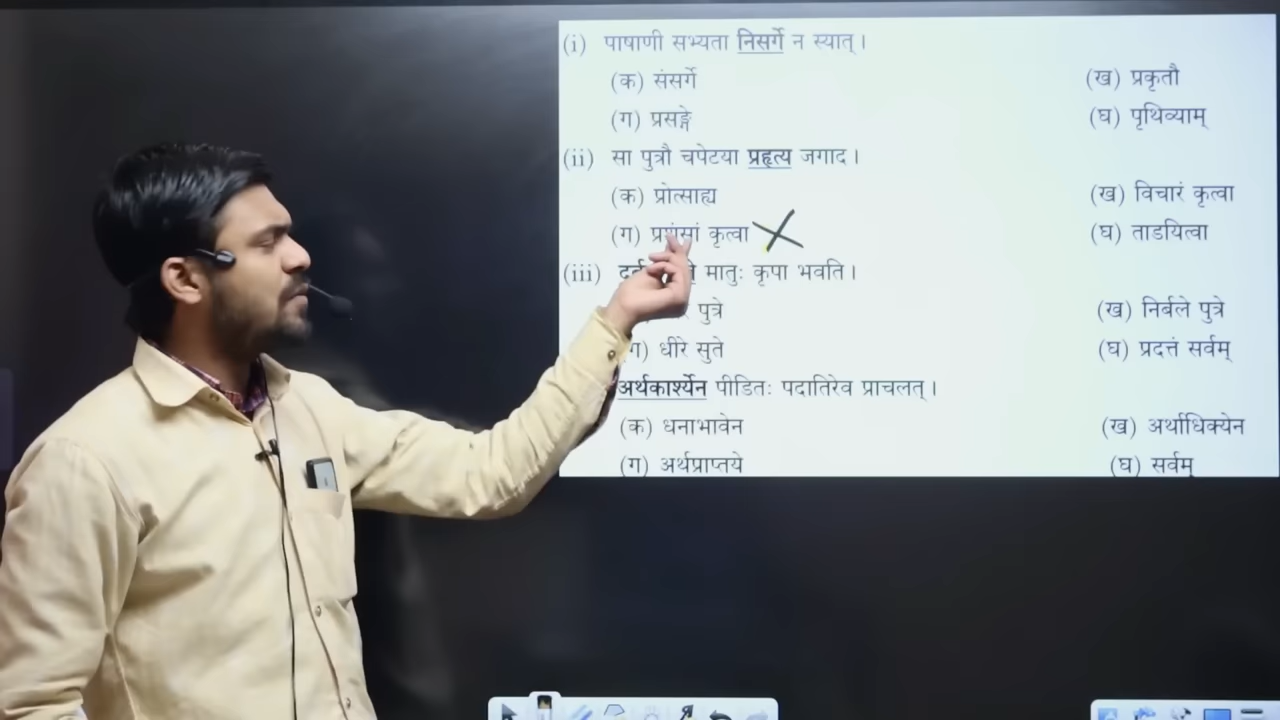 (i) पाषाणी सभ्यता निसर्गे न स्यात्।
(क) संसर्गे (ख) प्रकृतौ
(ग) प्रसङ्गे (घ) पृथिव्याम्
(ii) सा पुत्रौ चपेटया प्रहृत्य जगाद।
(क) प्रोत्साह्य (ख) विचारं कृत्वा
(ग) प्रशंसां कृत्वा (घ) ताडयित्वा
(iii) मातुः कृपा भवति।
पुत्रे (ख) निर्बले पुत्रे
ग) धीरे सुते (घ) प्रदत्तं सर्वम्
अर्थकार्श्येन पीडितः पदातिरेव प्राचलत्।
(क) धनाभावेन (ख) अर्थाधिक्येन
(ग) अर्थप्राप्तये (घ) सर्वम्